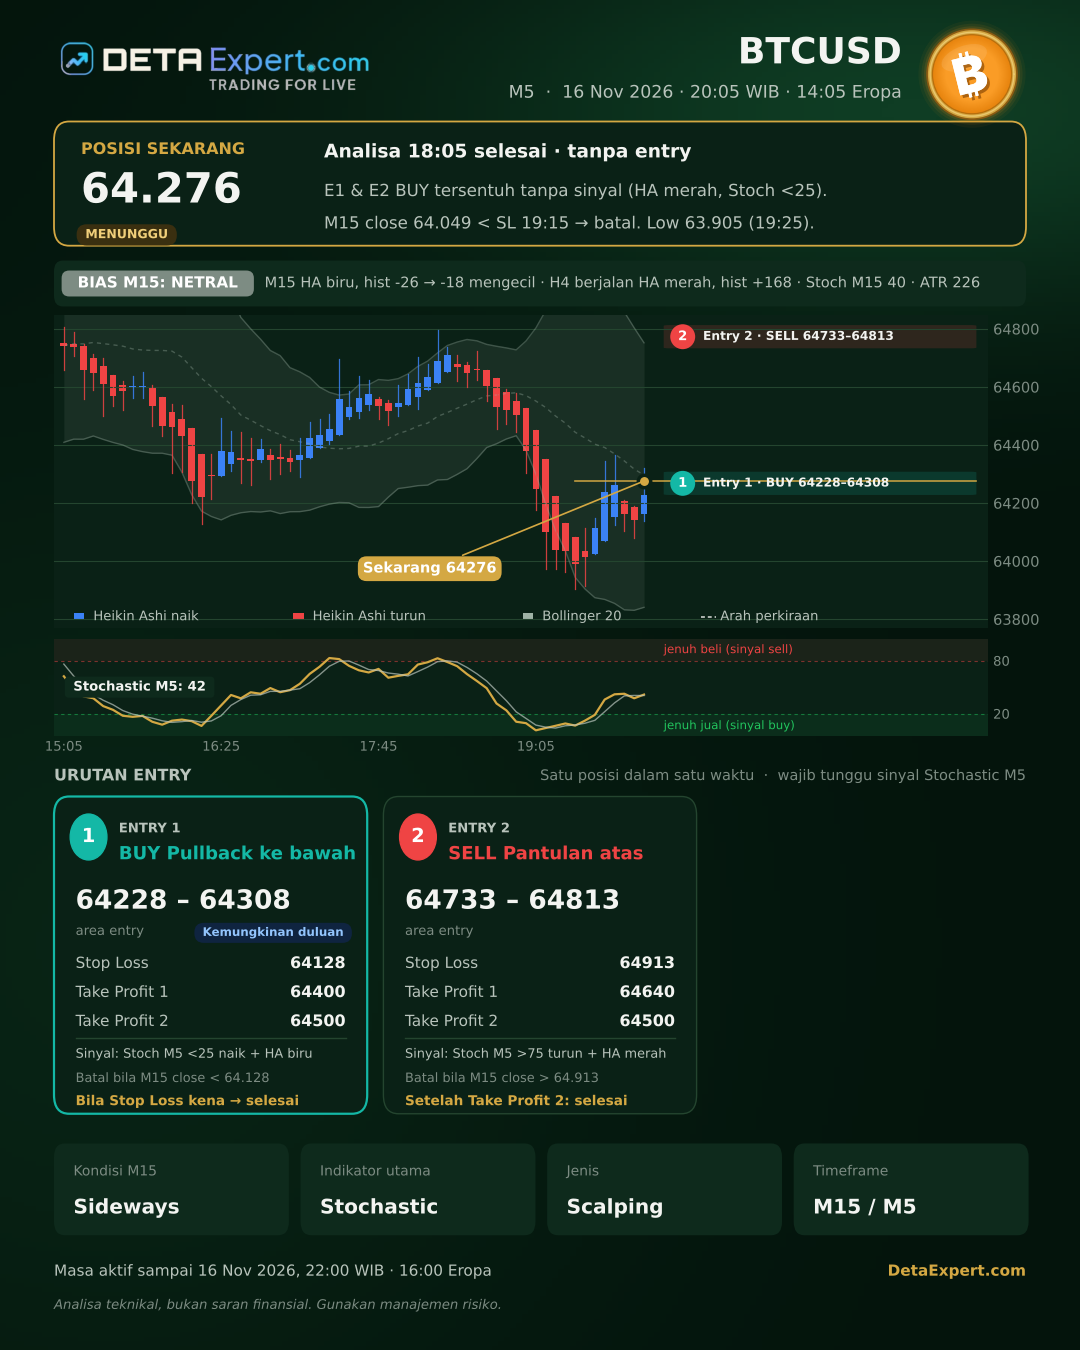 DETA Expert.com
TRADING FOR LIVE
BTCUSD
M5 · 16 Nov 2026 · 20:05 WIB · 14:05 Eropa
B
POSISI SEKARANG
64.276
MENUNGGU
Analisa 18:05 selesai · tanpa entry
E1 & E2 BUY tersentuh tanpa sinyal (HA merah, Stoch <25).
M15 close 64.049 < SL 19:15 → batal. Low 63.905 (19:25).
BIAS M15: NETRAL
M15 HA biru, hist -26 → -18 mengecil · H4 berjalan HA merah, hist +168 · Stoch M15 40 · ATR 226
2 Entry 2 · SELL 64733–64813
1 Entry 1 · BUY 64228–64308
Sekarang 64276
64800
64600
64400
64200
64000
63800
Heikin Ashi naik
Heikin Ashi turun
Bollinger 20
Arah perkiraan
jenuh beli (sinyal sell)
Stochastic M5: 42
jenuh jual (sinyal buy)
80
20
15:05
16:25
17:45
19:05
URUTAN ENTRY
Satu posisi dalam satu waktu · wajib tunggu sinyal Stochastic M5
1
ENTRY 1
BUY Pullback ke bawah
64228 – 64308
area entry
Kemungkinan duluan
Stop Loss 64128
Take Profit 1 64400
Take Profit 2 64500
Sinyal: Stoch M5 <25 naik + HA biru
Batal bila M15 close < 64.128
Bila Stop Loss kena → selesai
2
ENTRY 2
SELL Pantulan atas
64733 – 64813
area entry
Stop Loss 64913
Take Profit 1 64640
Take Profit 2 64500
Sinyal: Stoch M5 >75 turun + HA merah
Batal bila M15 close > 64.913
Setelah Take Profit 2: selesai
Kondisi M15
Sideways
Indikator utama
Stochastic
Jenis
Scalping
Timeframe
M15 / M5
Masa aktif sampai 16 Nov 2026, 22:00 WIB · 16:00 Eropa
DetaExpert.com
Analisa teknikal, bukan saran finansial. Gunakan manajemen risiko.